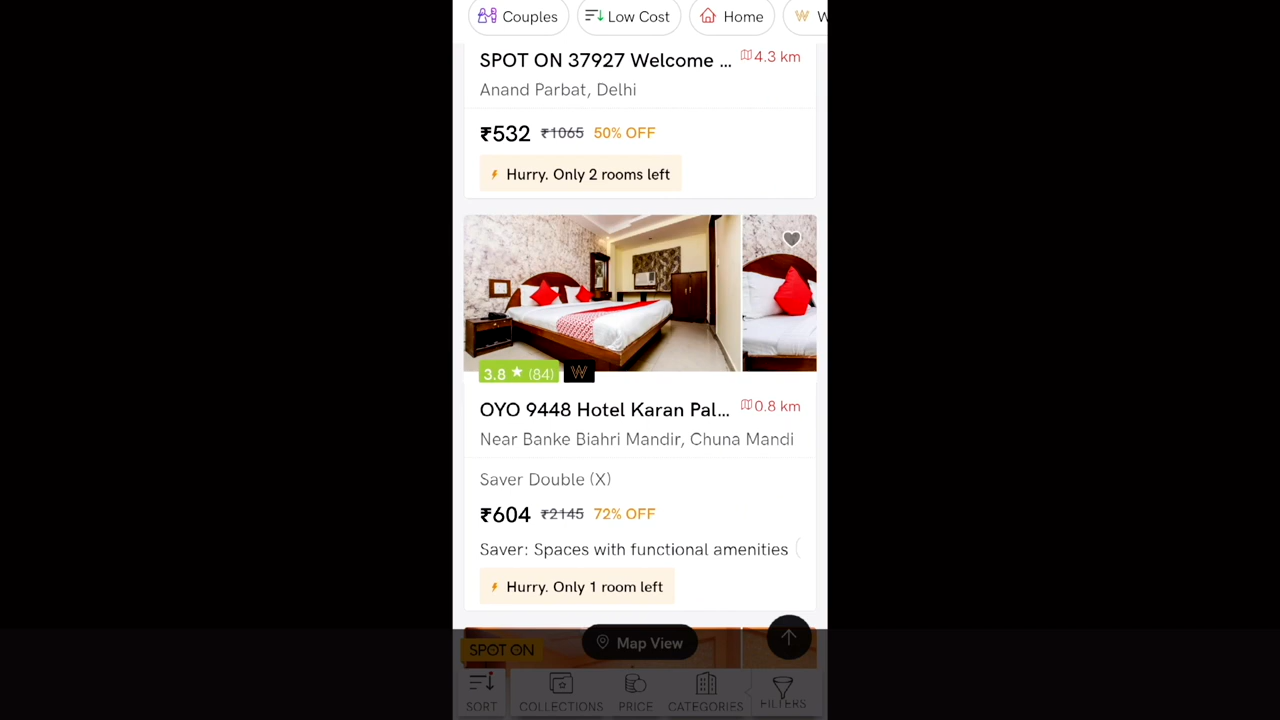 Couples
Low Cost
Home
W
SPOT ON 37927 Welcome ...
4.3 km
Anand Parbat, Delhi
₹532 ₹1065 50% OFF
Hurry. Only 2 rooms left
3.8 ★ (84) W
OYO 9448 Hotel Karan Pal...
0.8 km
Near Banke Biahri Mandir, Chuna Mandi
Saver Double (X)
₹604 ₹2145 72% OFF
Saver: Spaces with functional amenities
Hurry. Only 1 room left
SPOT ON
Map View
SORT
COLLECTIONS
PRICE
CATEGORIES
FILTERS